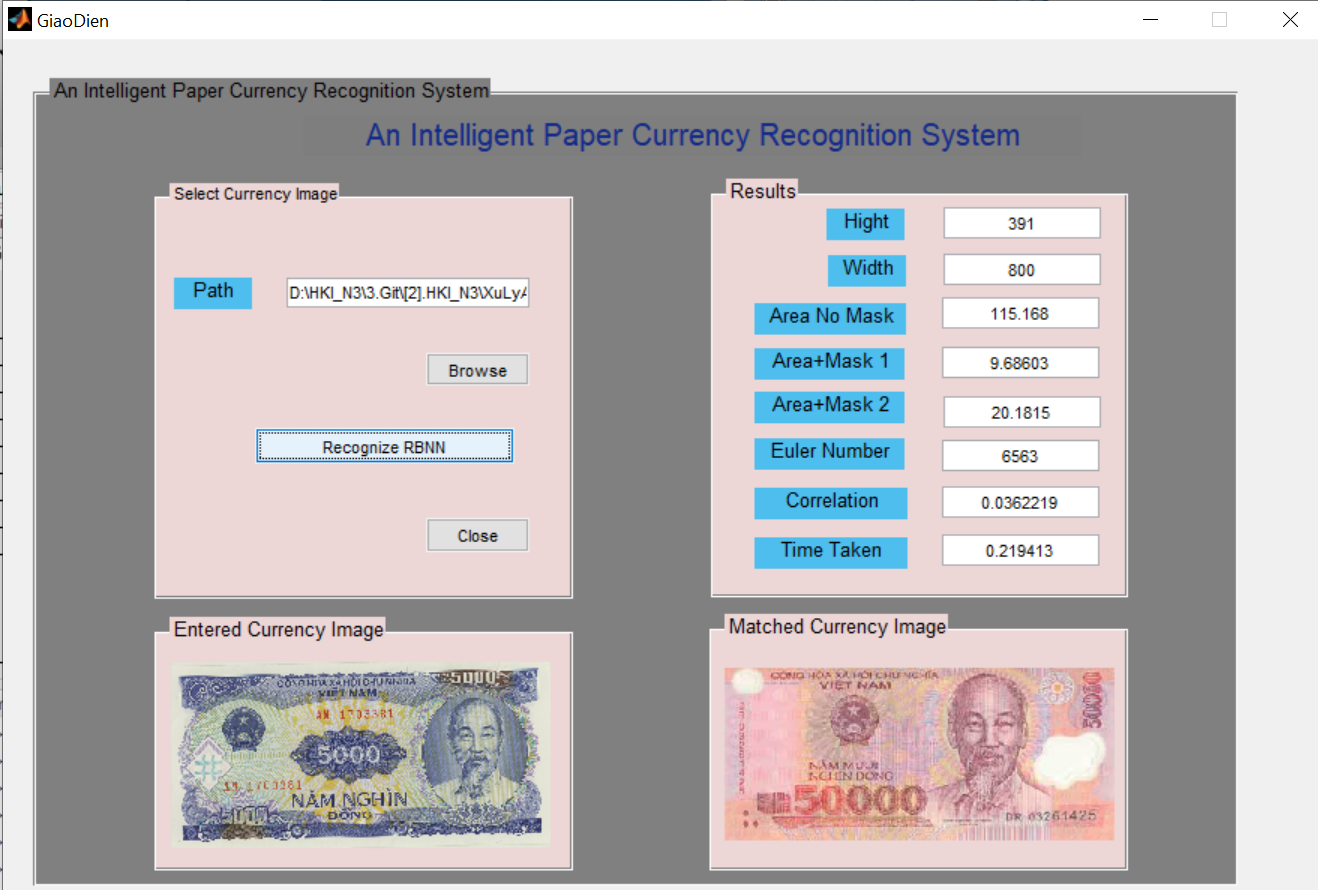 GiaoDien
An Intelligent Paper Currency Recognition System
An Intelligent Paper Currency Recognition System
Select Currency Image
Path
D:\HKI_N3\3.Git\[2].HKI_N3\XuLyA
Browse
Recognize RBNN
Close
Results
Hight
391
Width
800
Area No Mask
115.168
Area+Mask 1
9.68603
Area+Mask 2
20.1815
Euler Number
6563
Correlation
0.0362219
Time Taken
0.219413
Entered Currency Image
CỘNG HÒA XÃ HỘI CHỦ NGHĨA
VIỆT NAM
5000
AM 1703381
5000
AM 1703381
NĂM NGHÌN
ĐỒNG
5000
Matched Currency Image
CỘNG HÒA XÃ HỘI CHỦ NGHĨA
VIỆT NAM
50000
NĂM MƯƠI
NGHÌN ĐỒNG
50000
DR 03261425